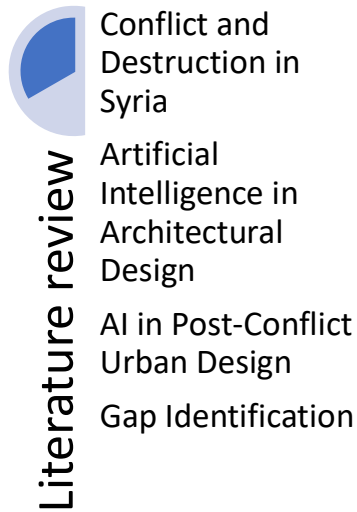 Literature review
Conflict and
Destruction in
Syria
Artificial
Intelligence in
Architectural
Design
AI in Post-Conflict
Urban Design
Gap Identification